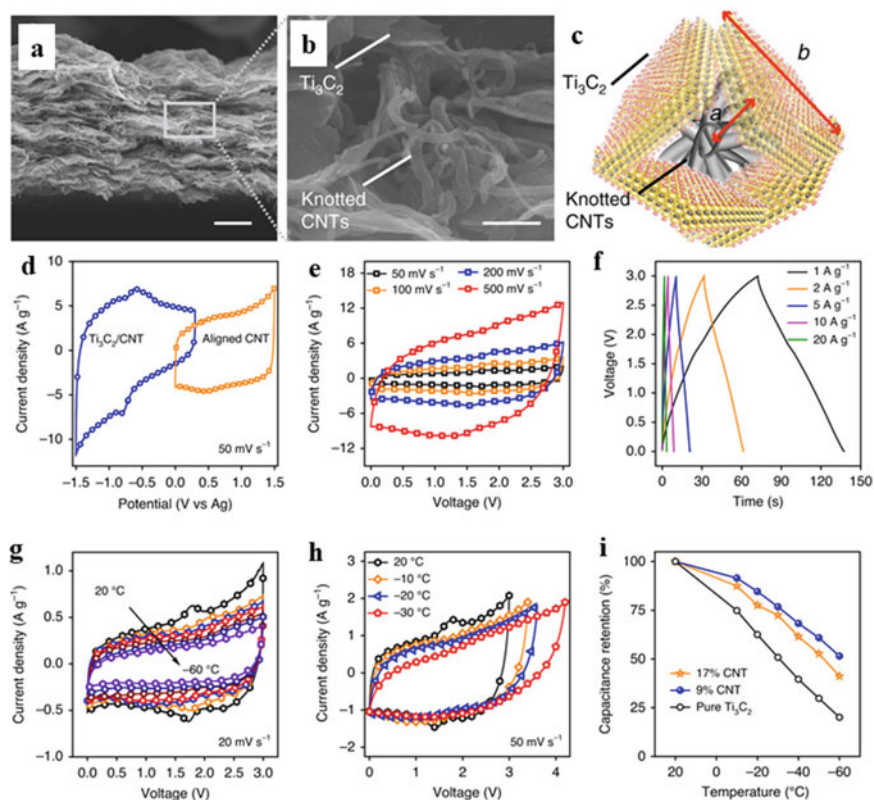 a
b
Ti₃C₂
Knotted
CNTs
c
Ti₃C₂
b
a
Knotted
CNTs
d
Current density (A g⁻¹)
10
5
0
−5
−10
Ti₃C₂/CNT
Aligned CNT
50 mV s⁻¹
−1.5 −1.0 −0.5 0.0 0.5 1.0 1.5
Potential (V vs Ag)
e
Current density (A g⁻¹)
18
12
6
0
−6
−12
50 mV s⁻¹ 200 mV s⁻¹
100 mV s⁻¹ 500 mV s⁻¹
0.0 0.5 1.0 1.5 2.0 2.5 3.0
Voltage (V)
f
Voltage (V)
3.0
2.5
2.0
1.5
1.0
0.5
0.0
1 A g⁻¹
2 A g⁻¹
5 A g⁻¹
10 A g⁻¹
20 A g⁻¹
0 30 60 90 120 150
Time (s)
g
Current density (A g⁻¹)
1.0
0.5
0.0
−0.5
−1.0
20 °C
−60 °C
20 mV s⁻¹
0.0 0.5 1.0 1.5 2.0 2.5 3.0
Voltage (V)
h
Current density (A g⁻¹)
3
2
1
0
−1
−2
20 °C
−10 °C
−20 °C
−30 °C
50 mV s⁻¹
0 1 2 3 4
Voltage (V)
i
Capacitance retention (%)
100
75
50
25
0
17% CNT
9% CNT
Pure Ti₃C₂
20 0 −20 −40 −60
Temperature (°C)